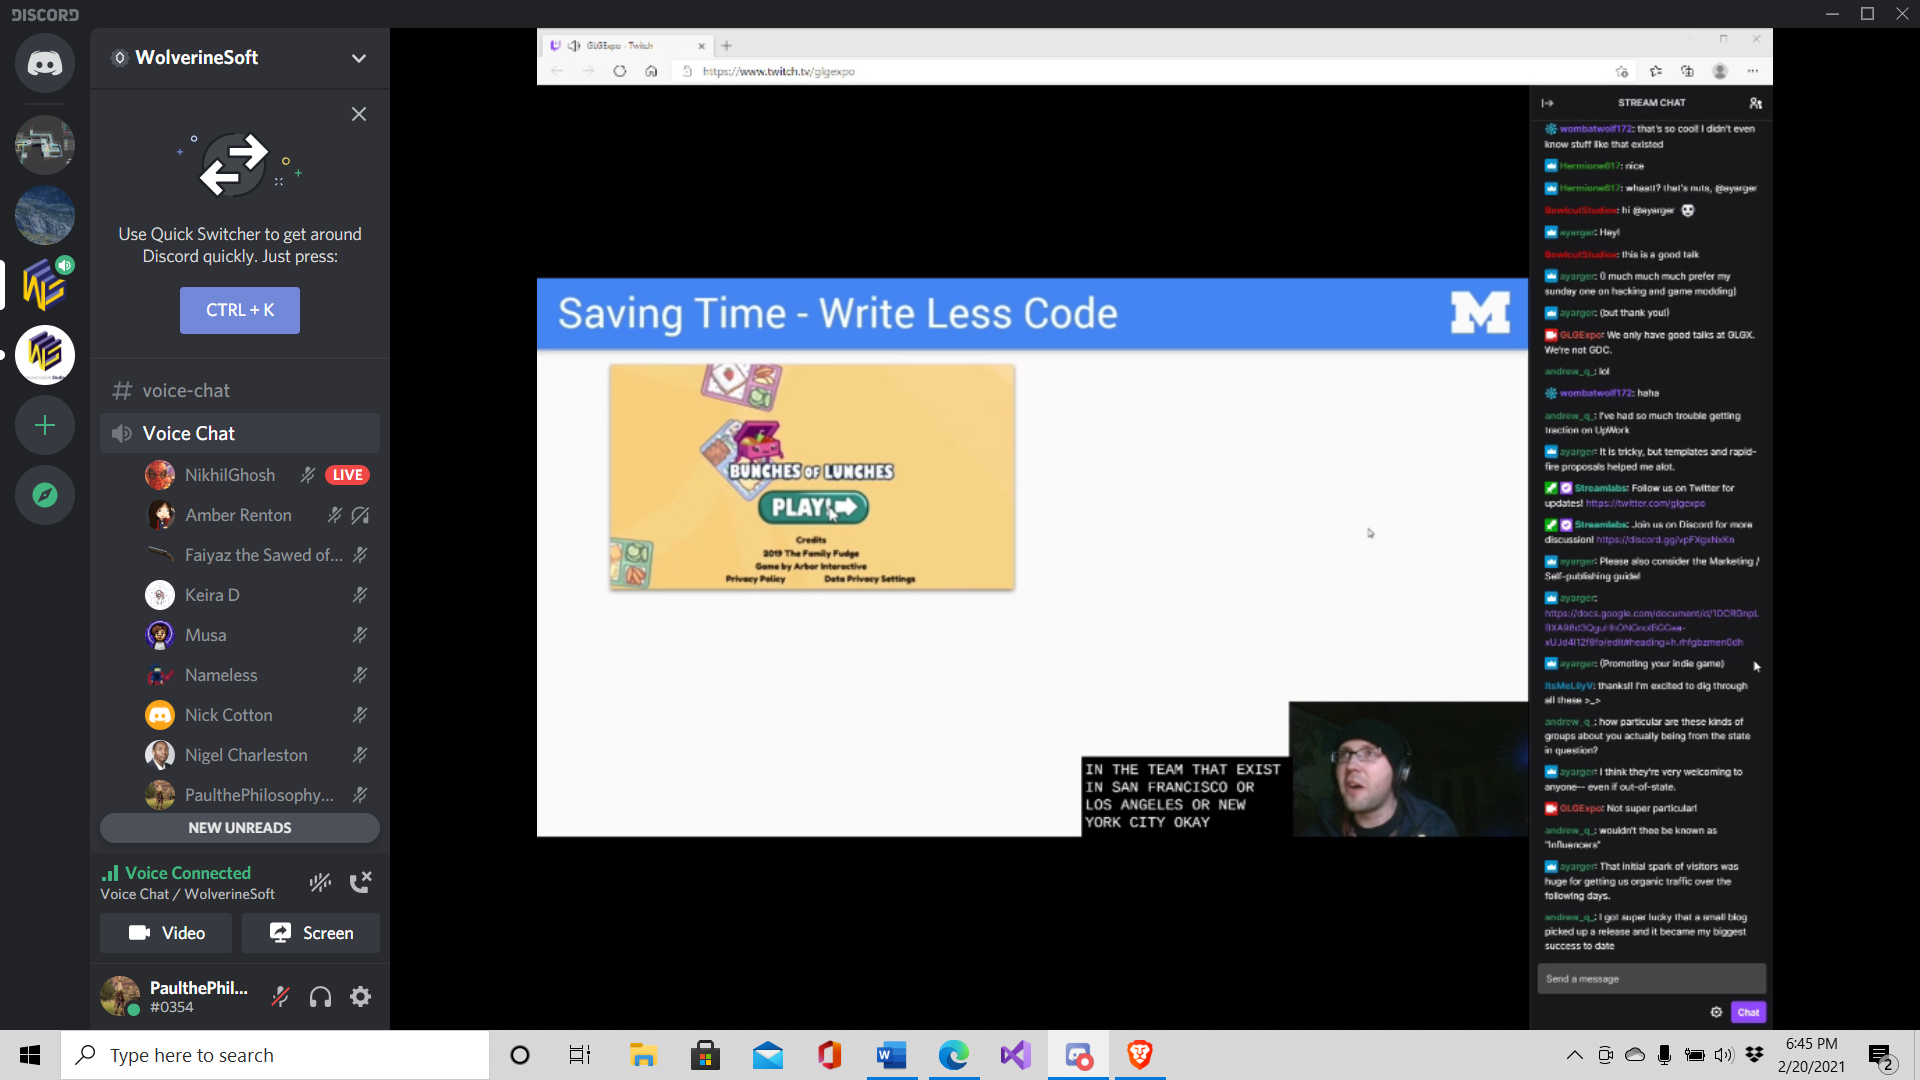 DISCORD
WolverineSoft
Use Quick Switcher to get around
Discord quickly. Just press:
CTRL + K
voice-chat
Voice Chat
NikhilGhosh
LIVE
Amber Renton
Faiyaz the Sawed of...
Keira D
Musa
Nameless
Nick Cotton
Nigel Charleston
PaulthePhilosophy...
NEW UNREADS
Voice Connected
Voice Chat / WolverineSoft
Video
Screen
PaulthePhil...
#0354
GLGExpo - Twitch
https://www.twitch.tv/glgexpo
Saving Time - Write Less Code
M
BUNCHES OF LUNCHES
PLAY!
Credits
2019 The Family Fudge
Game by Arbor Interactive
Privacy Policy Data Privacy Settings
IN THE TEAM THAT EXIST
IN SAN FRANCISCO OR
LOS ANGELES OR NEW
YORK CITY OKAY
STREAM CHAT
wombatwolf172: that's so cool! I didn't even
know stuff like that existed
Hermione617: nice
Hermione617: whaatt? that's nuts, @ayarger
BowlcutStudios: hi @ayarger
ayarger: Hey!
BowlcutStudios: this is a good talk
ayarger: (I much much much prefer my
sunday one on hacking and game modding)
ayarger: (but thank you!)
GLGExpo: We only have good talks at GLGX.
We're not GDC.
andrew_q_: lol
wombatwolf172: haha
andrew_q_: I've had so much trouble getting
traction on UpWork
ayarger: It is tricky, but templates and rapid-
fire proposals helped me alot.
Streamlabs: Follow us on Twitter for
updates! https://twitter.com/glgexpo
Streamlabs: Join us on Discord for more
discussion! https://discord.gg/vpFXgxNxKn
ayarger: Please also consider the Marketing /
Self-publishing guide!
ayarger:
https://docs.google.com/document/d/1DCRGnpL
ayarger: (Promoting your indie game)
ItsMeLilyV: thanks!! I'm excited to dig through
all these >_>
andrew_q_: how particular are these kinds of
groups about you actually being from the state
in question?
ayarger: I think they're very welcoming to
anyone-- even if out-of-state.
GLGExpo: Not super particular!
andrew_q_: wouldn't thee be known as
"Influencers"
ayarger: That initial spark of visitors was
huge for getting us organic traffic over the
following days.
andrew_q_: I got super lucky that a small blog
picked up a release and it became my biggest
success to date
Send a message
Chat
Type here to search
6:45 PM
2/20/2021
2